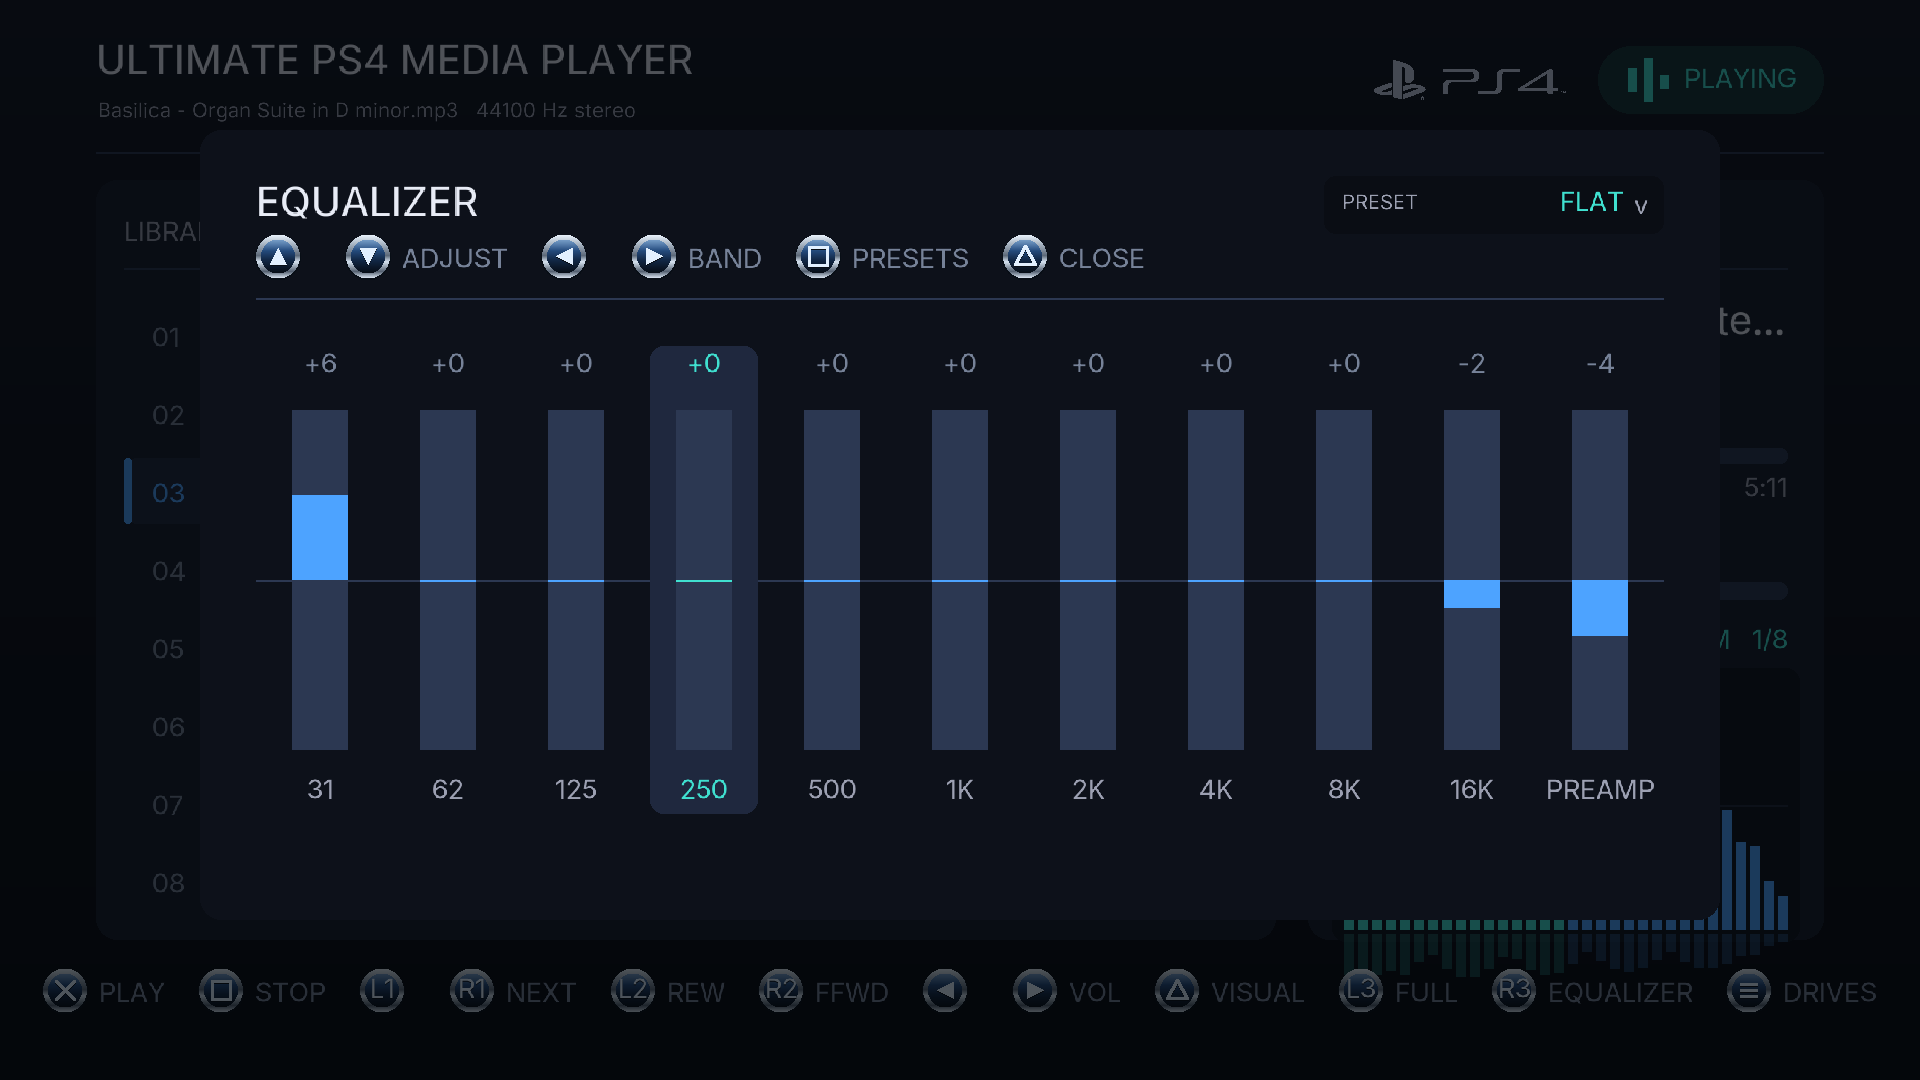 ULTIMATE PS4 MEDIA PLAYER
PS4
PLAYING
Basilica - Organ Suite in D minor.mp3 44100 Hz stereo
EQUALIZER
PRESET FLAT v
ADJUST BAND PRESETS CLOSE
+6 +0 +0 +0 +0 +0 +0 +0 +0 -2 -4
31 62 125 250 500 1K 2K 4K 8K 16K PREAMP
01
02
03
04
05
06
07
08
te...
5:11
1/8
PLAY STOP L1 R1 NEXT L2 REW R2 FFWD VOL VISUAL L3 FULL R3 EQUALIZER DRIVES